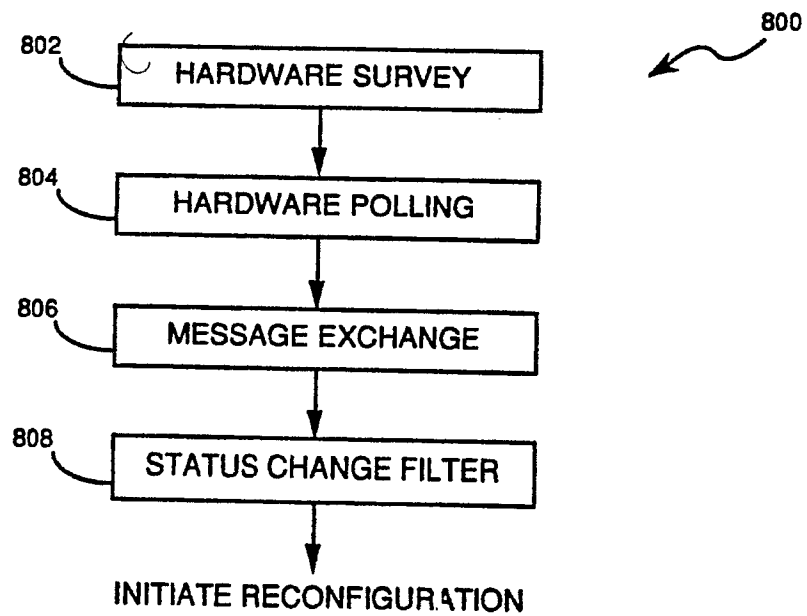 800
802
HARDWARE SURVEY
804
HARDWARE POLLING
806
MESSAGE EXCHANGE
808
STATUS CHANGE FILTER
INITIATE RECONFIGURATION